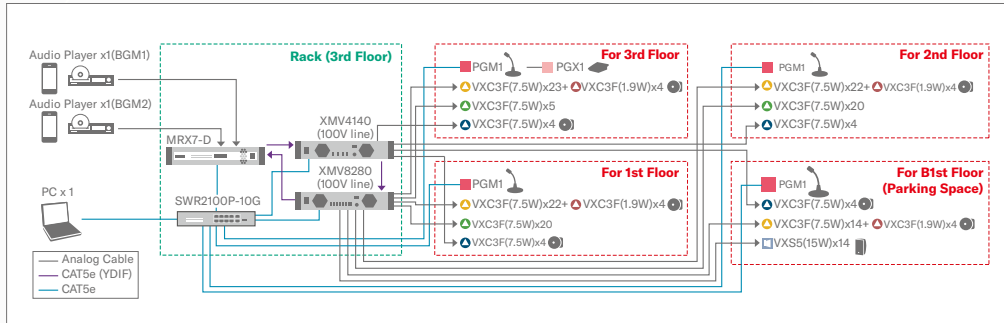 Audio Player x1(BGM1)
Audio Player x1(BGM2)
PC x 1
Analog Cable
CAT5e (YDIF)
CAT5e
Rack (3rd Floor)
MRX7-D
SWR2100P-10G
XMV4140
(100V line)
XMV8280
(100V line)
For 3rd Floor
PGM1
PGX1
VXC3F(7.5W)x23+ VXC3F(1.9W)x4
VXC3F(7.5W)x5
VXC3F(7.5W)x4
For 1st Floor
PGM1
VXC3F(7.5W)x22+ VXC3F(1.9W)x4
VXC3F(7.5W)x20
VXC3F(7.5W)x4
For 2nd Floor
PGM1
VXC3F(7.5W)x22+ VXC3F(1.9W)x4
VXC3F(7.5W)x20
VXC3F(7.5W)x4
For B1st Floor
(Parking Space)
PGM1
VXC3F(7.5W)x4
VXC3F(7.5W)x14+ VXC3F(1.9W)x4
VXS5(15W)x14